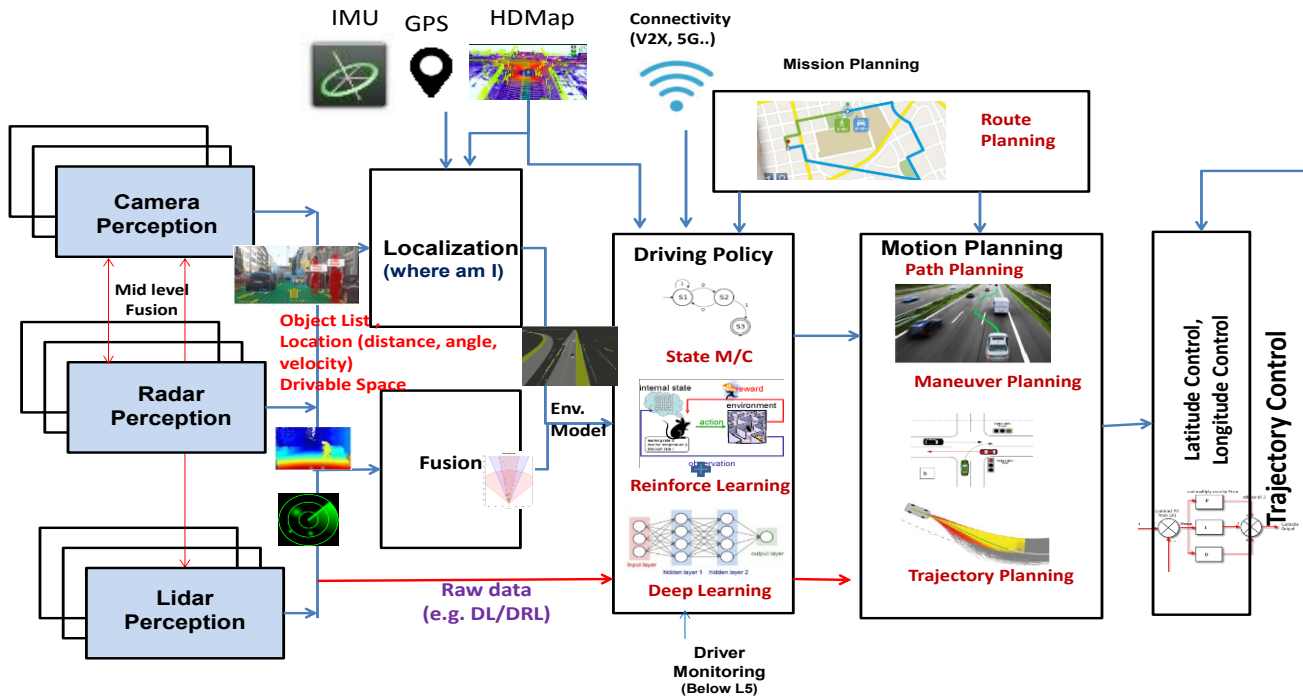 IMU
GPS
HDMap
Connectivity
(V2X, 5G..)
Mission Planning
Route
Planning
Camera
Perception
Mid level
Fusion
Radar
Perception
Lidar
Perception
Localization
(where am I)
Object List ,
Location (distance, angle,
velocity)
Drivable Space
Fusion
Env.
Model
Raw data
(e.g. DL/DRL)
Driving Policy
S1
S2
S3
State M/C
internal state
reward
environment
action
observation
Reinforce Learning
input layer
hidden layer 1
hidden layer 2
output layer
Deep Learning
Driver
Monitoring
(Below L5)
Motion Planning
Path Planning
Maneuver Planning
b
Trajectory Planning
Latitude Control,
Longitude Control
Trajectory Control
P
I
D